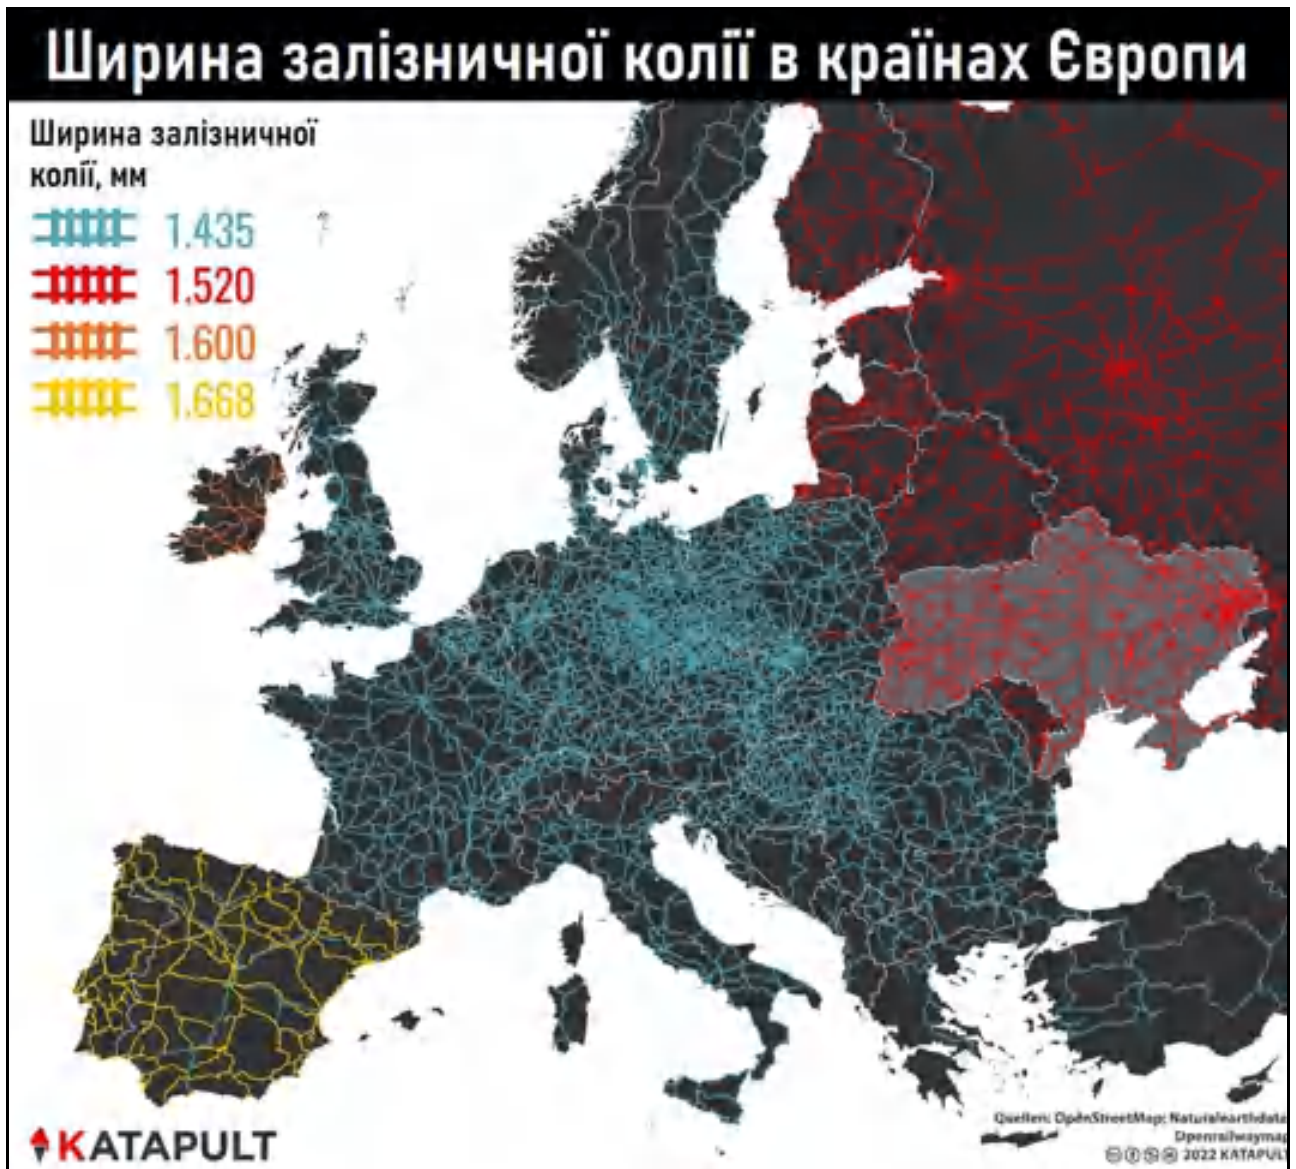 Ширина залізничної колії в країнах Європи
Ширина залізничної
колії, мм
1.435
1.520
1.600
1.668
KATAPULT
Quellen: OpenStreetMap; Naturalearthdata
Openrailwaymap
2022 KATAPULT